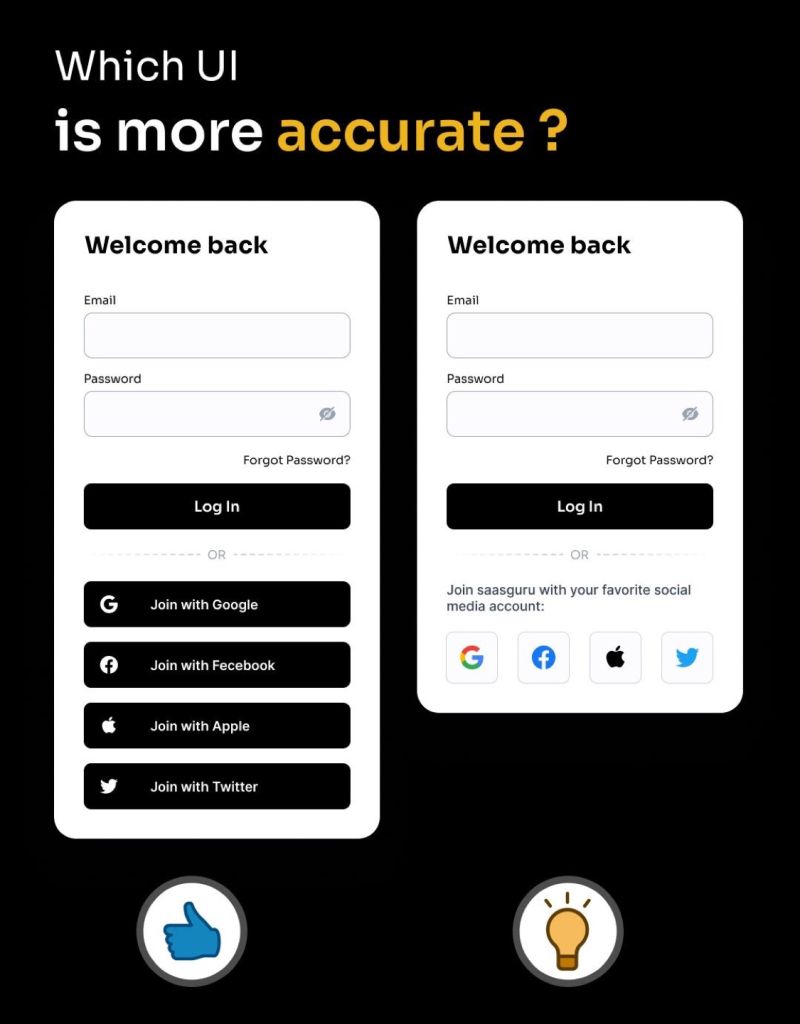 Which UI
is more accurate ?
Welcome back
Email
Password
Forgot Password?
Log In
OR
Join with Google
Join with Fecebook
Join with Apple
Join with Twitter
Welcome back
Email
Password
Forgot Password?
Log In
OR
Join saasguru with your favorite social
media account: